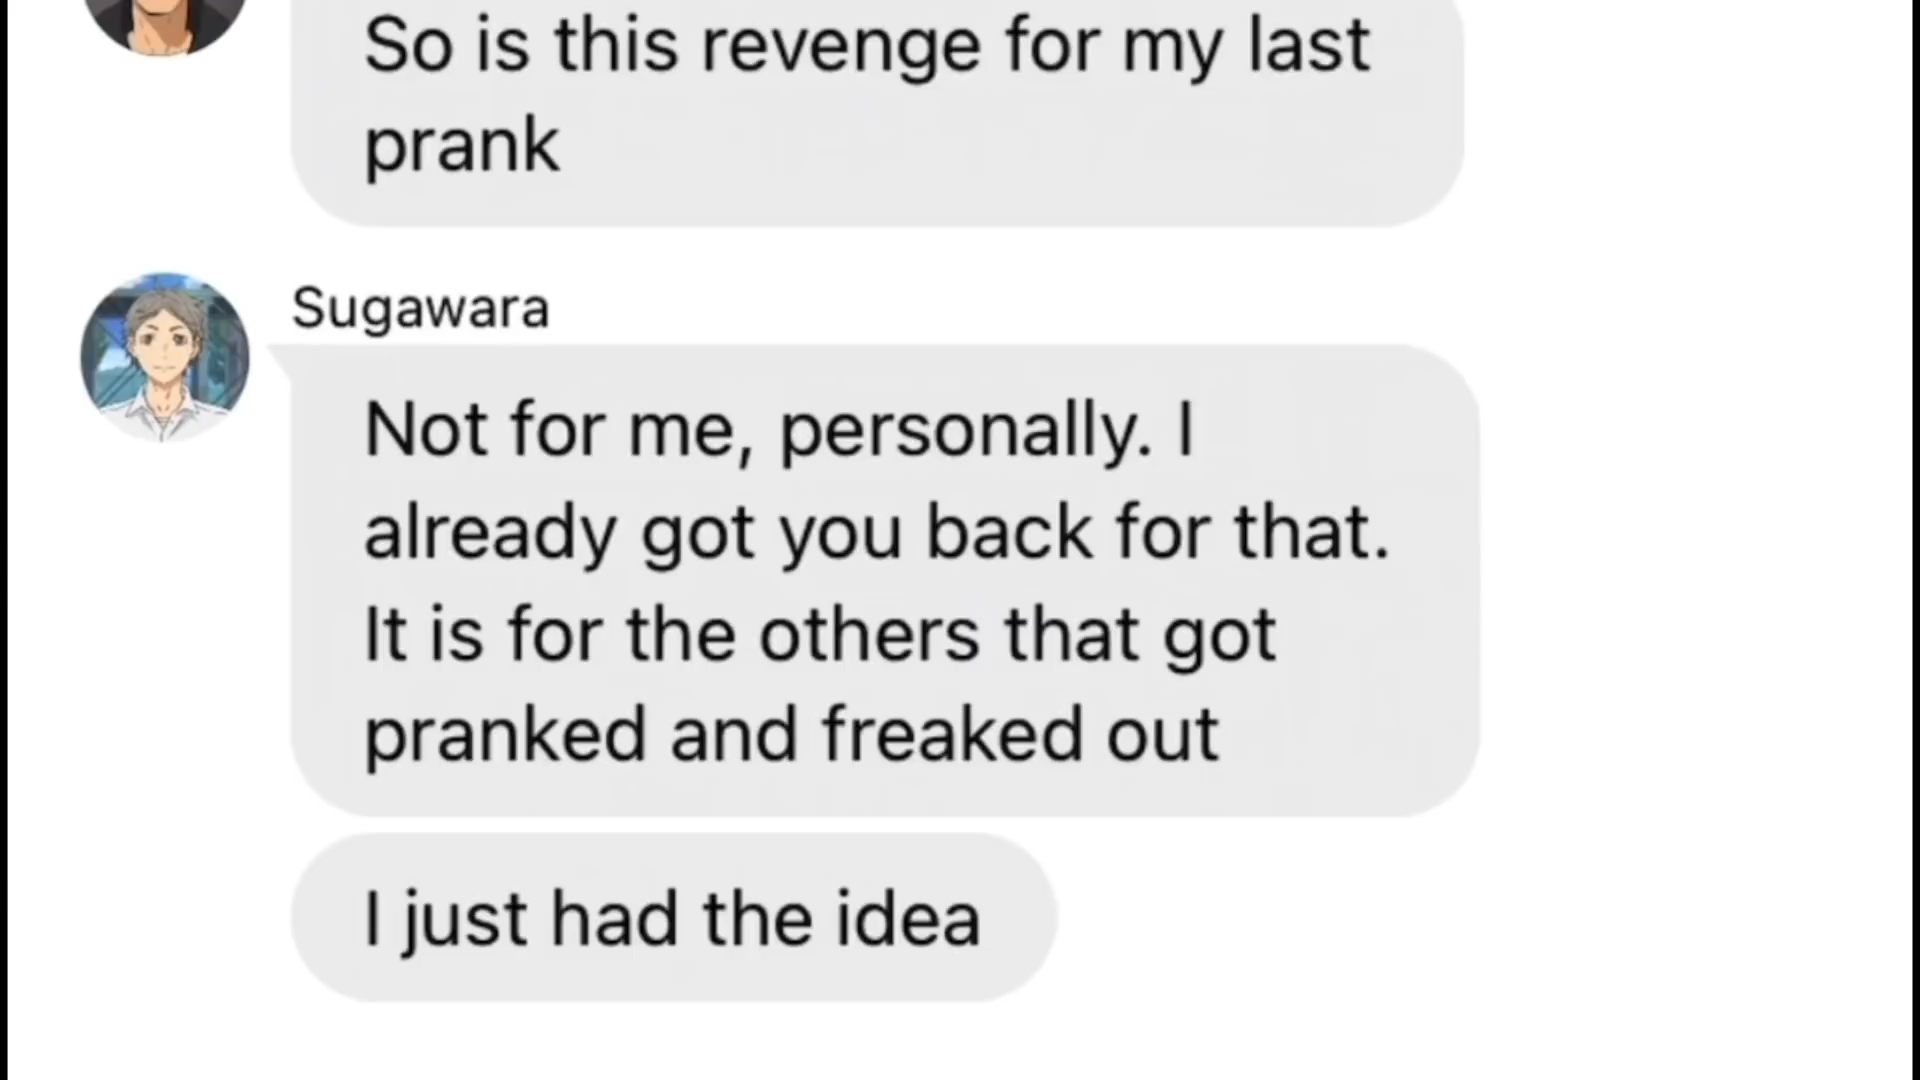 So is this revenge for my last
prank
Sugawara
Not for me, personally. I
already got you back for that.
It is for the others that got
pranked and freaked out
I just had the idea